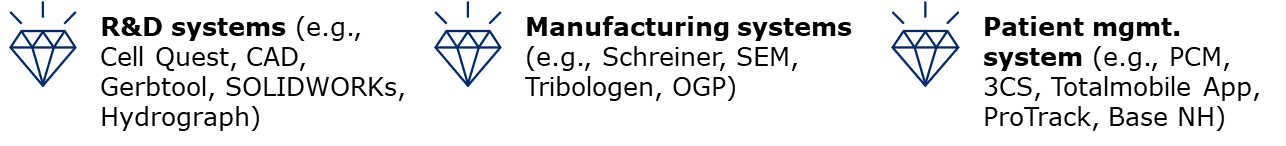 R&D systems (e.g.,
Cell Quest, CAD,
Gerbtool, SOLIDWORKs,
Hydrograph)
Manufacturing systems
(e.g., Schreiner, SEM,
Tribologen, OGP)
Patient mgmt.
system (e.g., PCM,
3CS, Totalmobile App,
ProTrack, Base NH)